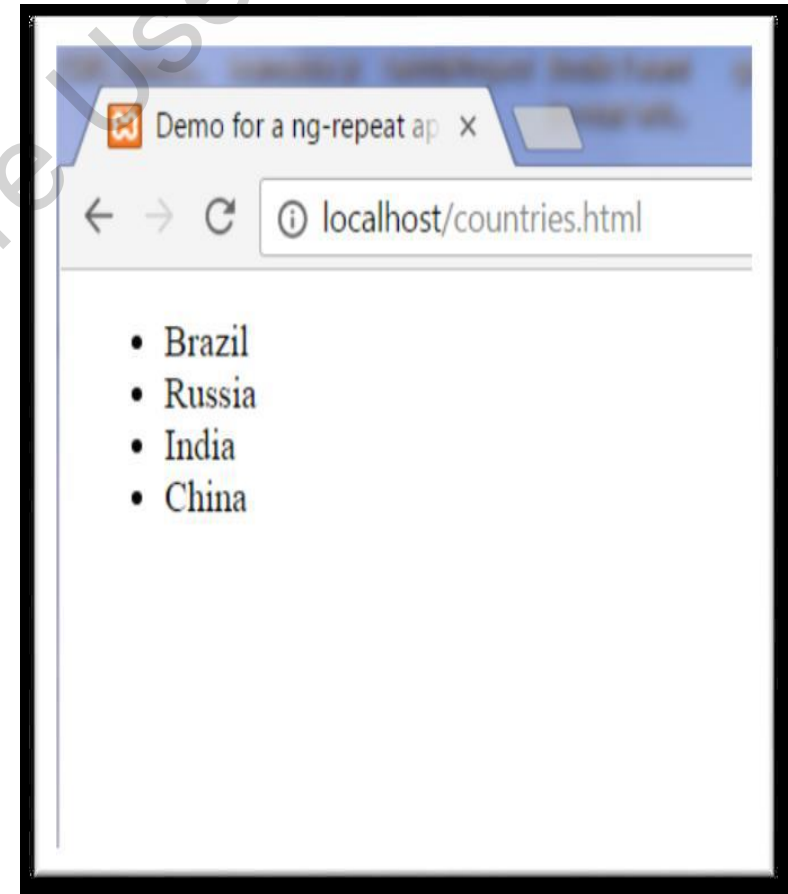 Demo for a ng-repeat ap
localhost/countries.html
Brazil
Russia
India
China